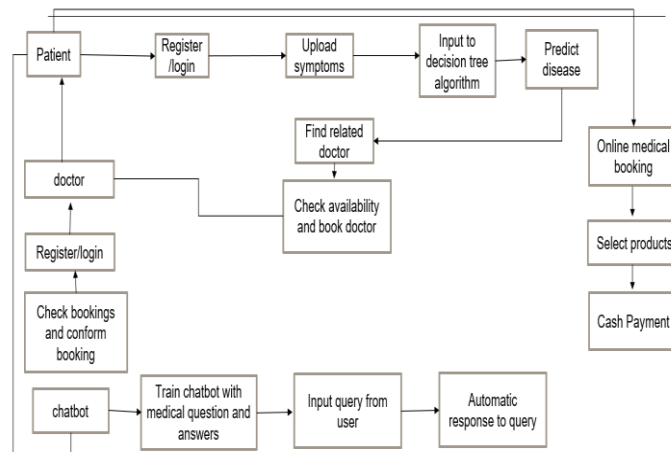 Patient
Register
/login
Upload
symptoms
Input to
decision tree
algorithm
Predict
disease
Find related
doctor
Online medical
booking
doctor
Check availability
and book doctor
Register/login
Select products
Check bookings
and conform
booking
Cash Payment
chatbot
Train chatbot with
medical question and
answers
Input query from
user
Automatic
response to query